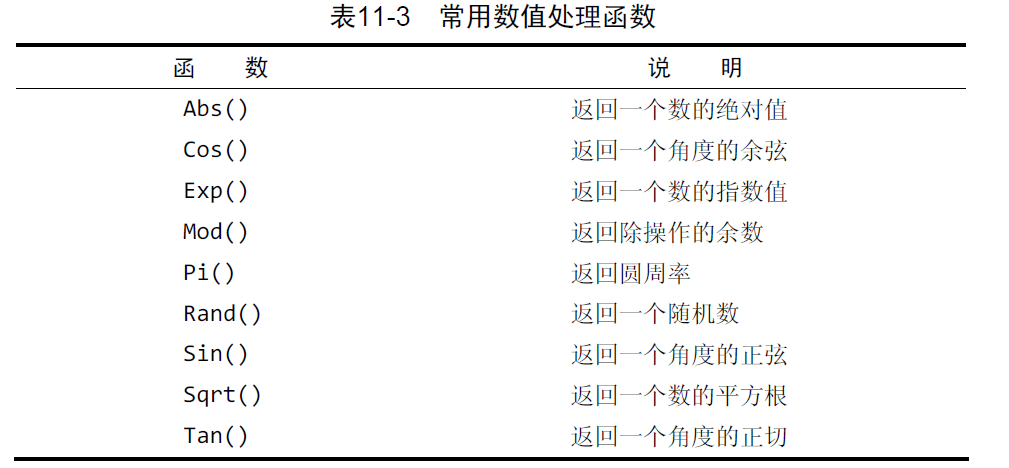 表11-3 常用数值处理函数
函 数 说 明
Abs() 返回一个数的绝对值
Cos() 返回一个角度的余弦
Exp() 返回一个数的指数值
Mod() 返回除操作的余数
Pi() 返回圆周率
Rand() 返回一个随机数
Sin() 返回一个角度的正弦
Sqrt() 返回一个数的平方根
Tan() 返回一个角度的正切